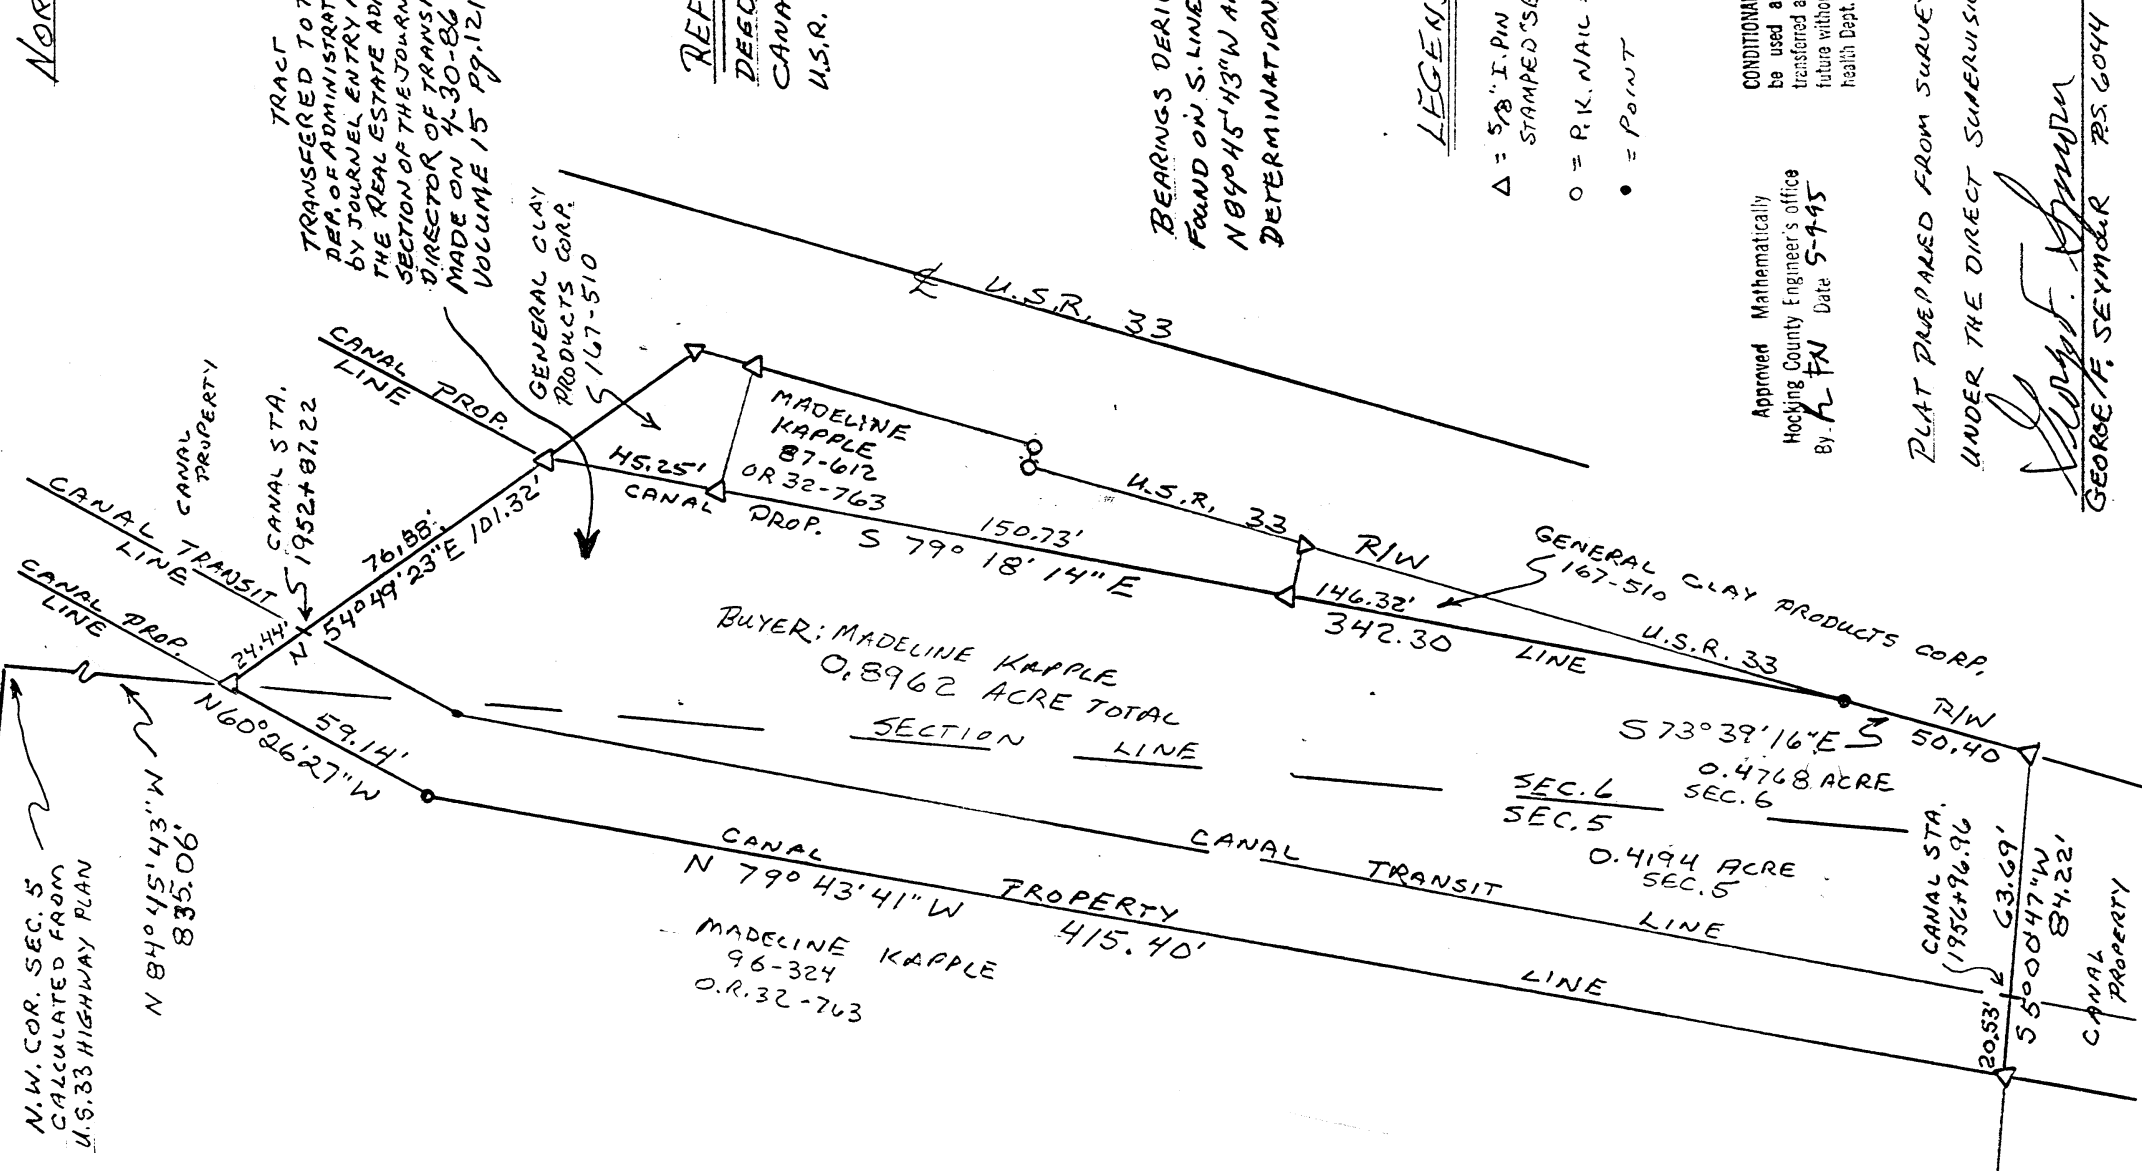 NOR
TRACT
TRANSFERED TO T
DEP. OF ADMINISTRAT
BY JOURNEL ENTRY
THE REAL ESTATE AD
SECTION OF THE JOURN
DIRECTOR OF TRANS
MADE ON 4-30-86
VOLUME 15 Pg. 121
REF
DEED
CANA
U.S.R.
BEARINGS DERI
FOUND ON S. LINE
N 84° 45' 43" W A
DETERMINATION
LEGEN
△ = 5/8" I. PIN
STAMPED "SE
○ = P.K. NAIL
• = POINT
CONDITIONAL
be used a
transfered a
future withou
health Dept.
Approved Mathematically
Hocking County Engineer's office
By Date 5-9-95
PLAT PREPARED FROM SURVEY
UNDER THE DIRECT SUPERVISI
George F. Seymour
GEORGE F. SEYMOUR P.S. 6044
GENERAL CLAY
PRODUCTS CORP.
167-510
℄ U.S.R. 33
CANAL PROP.
LINE
CANAL
PROPERTY
CANAL STA.
1952+87.22
CANAL TRANSIT
LINE
CANAL PROP.
LINE
76.88'
N 54° 49' 23" E 101.32'
24.44'
45.25'
CANAL PROP.
MADELINE
KAPPLE
87-612
OR 32-763
150.73'
S 79° 18' 14" E
U.S.R. 33 R/W
146.32'
342.30
LINE
GENERAL CLAY PRODUCTS CORP.
167-510
U.S.R. 33
R/W
S 73° 39' 16" E
50.40
BUYER: MADELINE KAPPLE
0.8962 ACRE TOTAL
SECTION LINE
0.4768 ACRE
SEC. 6
SEC. 6
SEC. 5
0.4194 ACRE
SEC. 5
N 60° 26' 27" W
59.14'
CANAL TRANSIT LINE
CANAL PROPERTY LINE
N 79° 43' 41" W
415.40'
MADELINE KAPPLE
96-324
O.R. 32-763
CANAL STA.
1956+96.96
63.69'
20.53'
84.22'
CANAL
PROPERTY
N.W. COR. SEC. 5
CALCULATED FROM
U.S. 33 HIGHWAY PLAN
N 84° 45' 43" W
835.06'